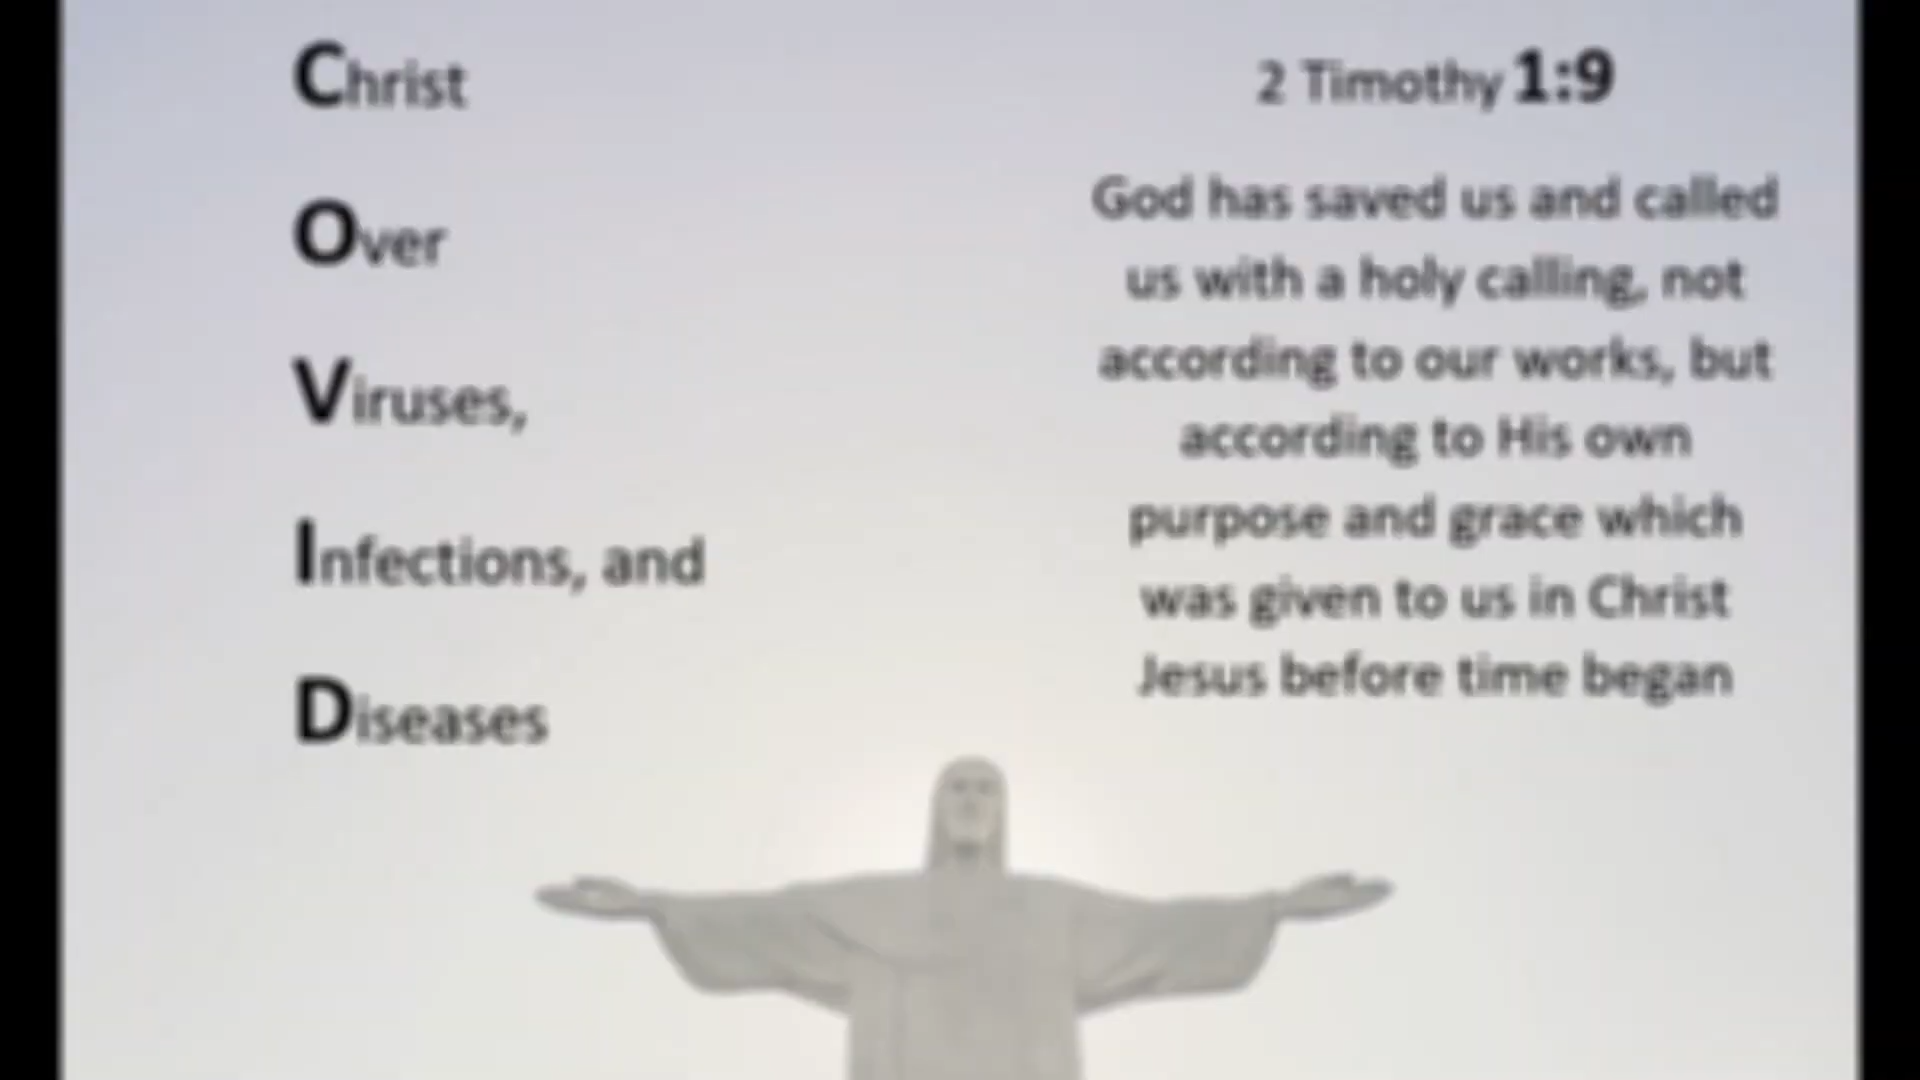 Christ
Over
Viruses,
Infections, and
Diseases
2 Timothy 1:9
God has saved us and called
us with a holy calling, not
according to our works, but
according to His own
purpose and grace which
was given to us in Christ
Jesus before time began